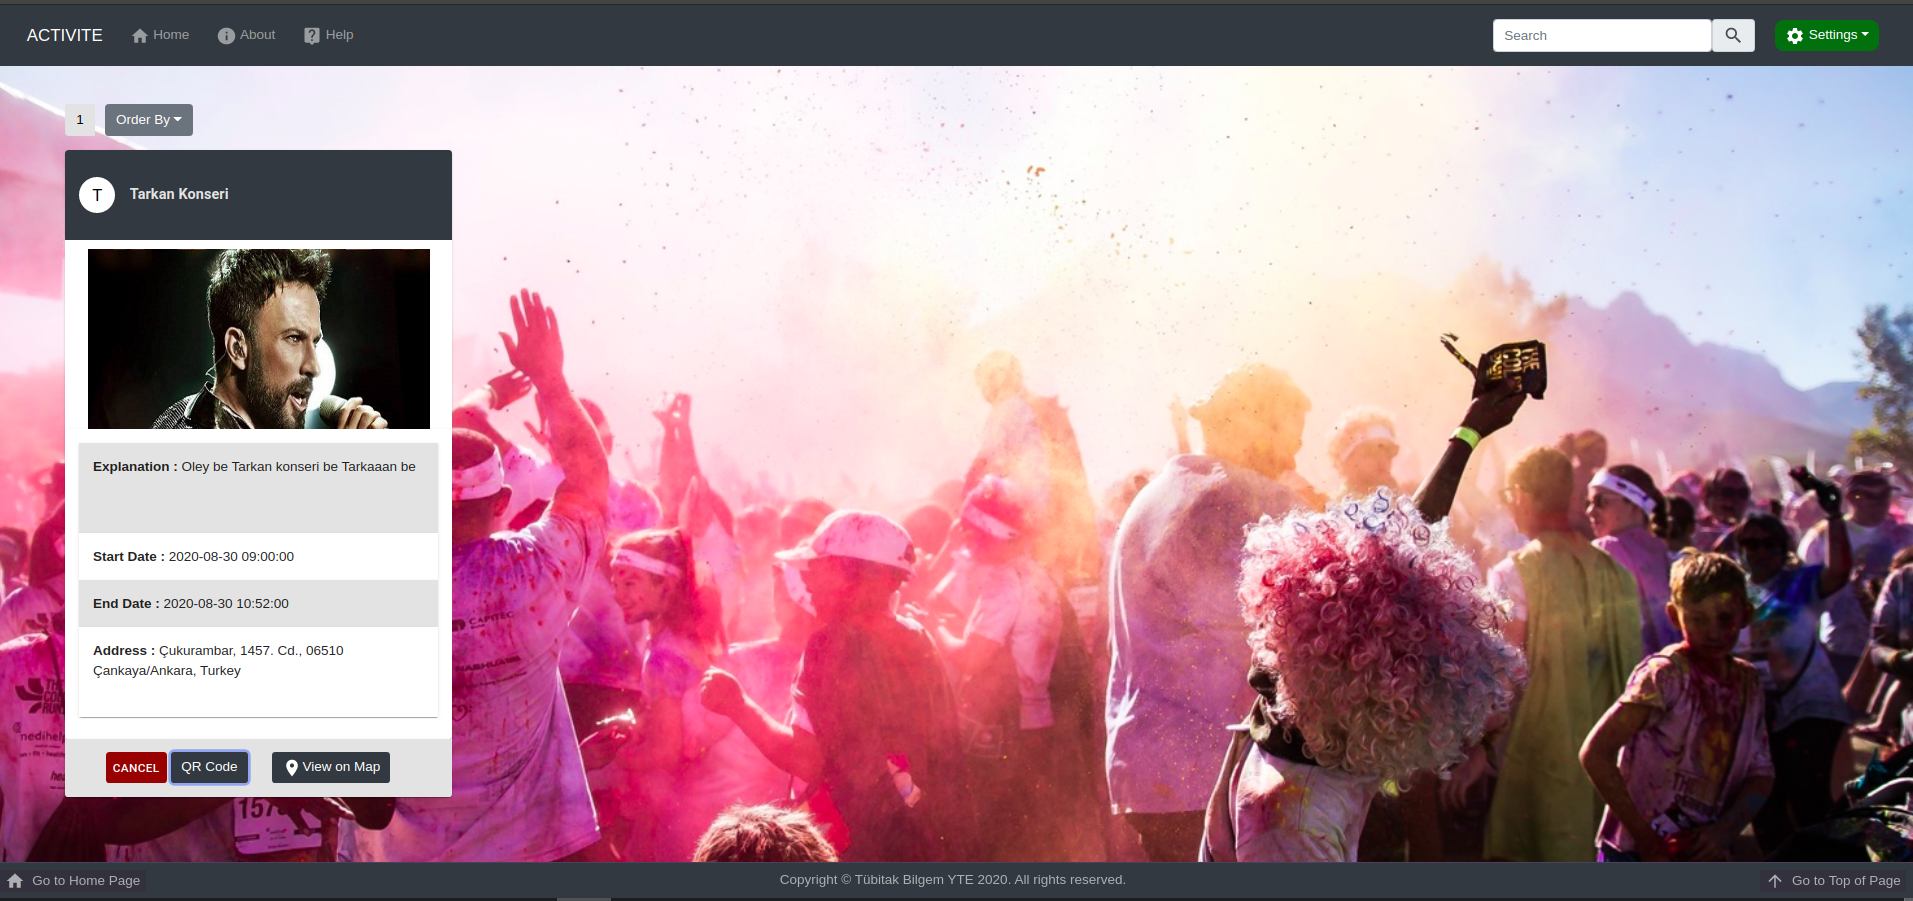 ACTIVITE
Home
About
Help
Search
Settings
1
Order By
T
Tarkan Konseri
Explanation : Oley be Tarkan konseri be Tarkaaan be
Start Date : 2020-08-30 09:00:00
End Date : 2020-08-30 10:52:00
Address : Çukurambar, 1457. Cd., 06510
Çankaya/Ankara, Turkey
CANCEL
QR Code
View on Map
CAPITEC
157
Go to Home Page
Copyright © Tübitak Bilgem YTE 2020. All rights reserved.
Go to Top of Page